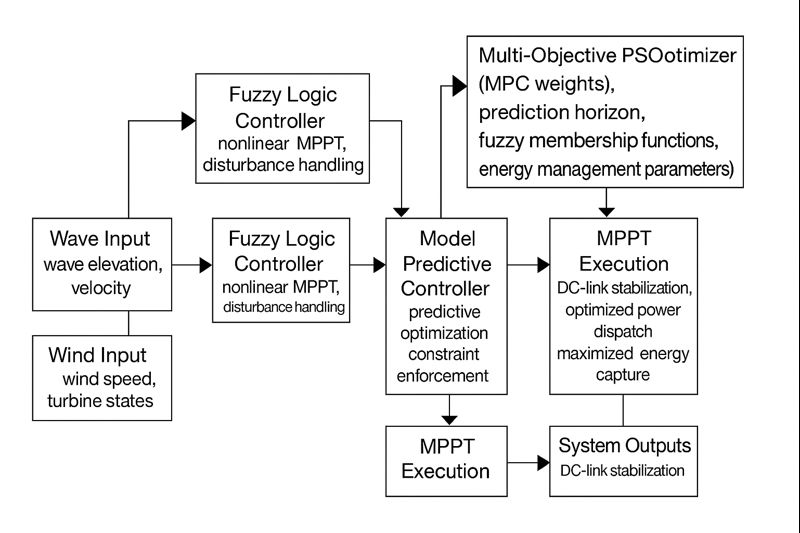 Multi-Objective PSOotimizer
(MPC weights),
prediction horizon,
fuzzy membership functions,
energy management parameters)
Fuzzy Logic
Controller
nonlinear MPPT,
disturbance handling
Wave Input
wave elevation,
velocity
Fuzzy Logic
Controller
nonlinear MPPT,
disturbance handling
Model
Predictive
Controller
predictive
optimization
constraint
enforcement
MPPT
Execution
DC-link stabilization,
optimized power
dispatch
maximized energy
capture
Wind Input
wind speed,
turbine states
MPPT
Execution
System Outputs
DC-link stabilization